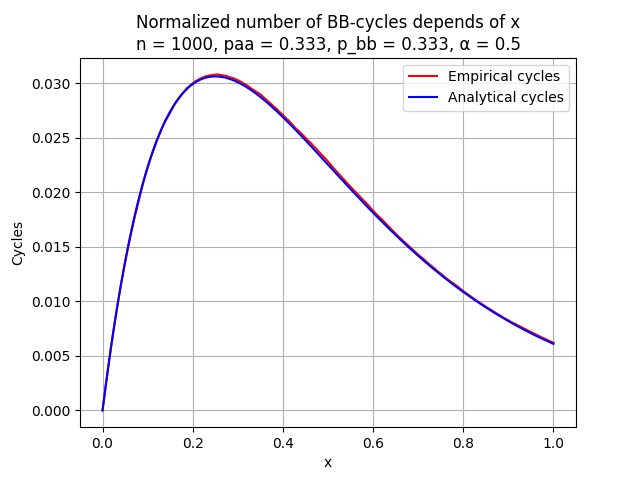 Normalized number of BB-cycles depends of x
n = 1000, paa = 0.333, p_bb = 0.333, α = 0.5
Empirical cycles
Analytical cycles
0.030
0.025
0.020
0.015
0.010
0.005
0.000
Cycles
0.0 0.2 0.4 0.6 0.8 1.0
x